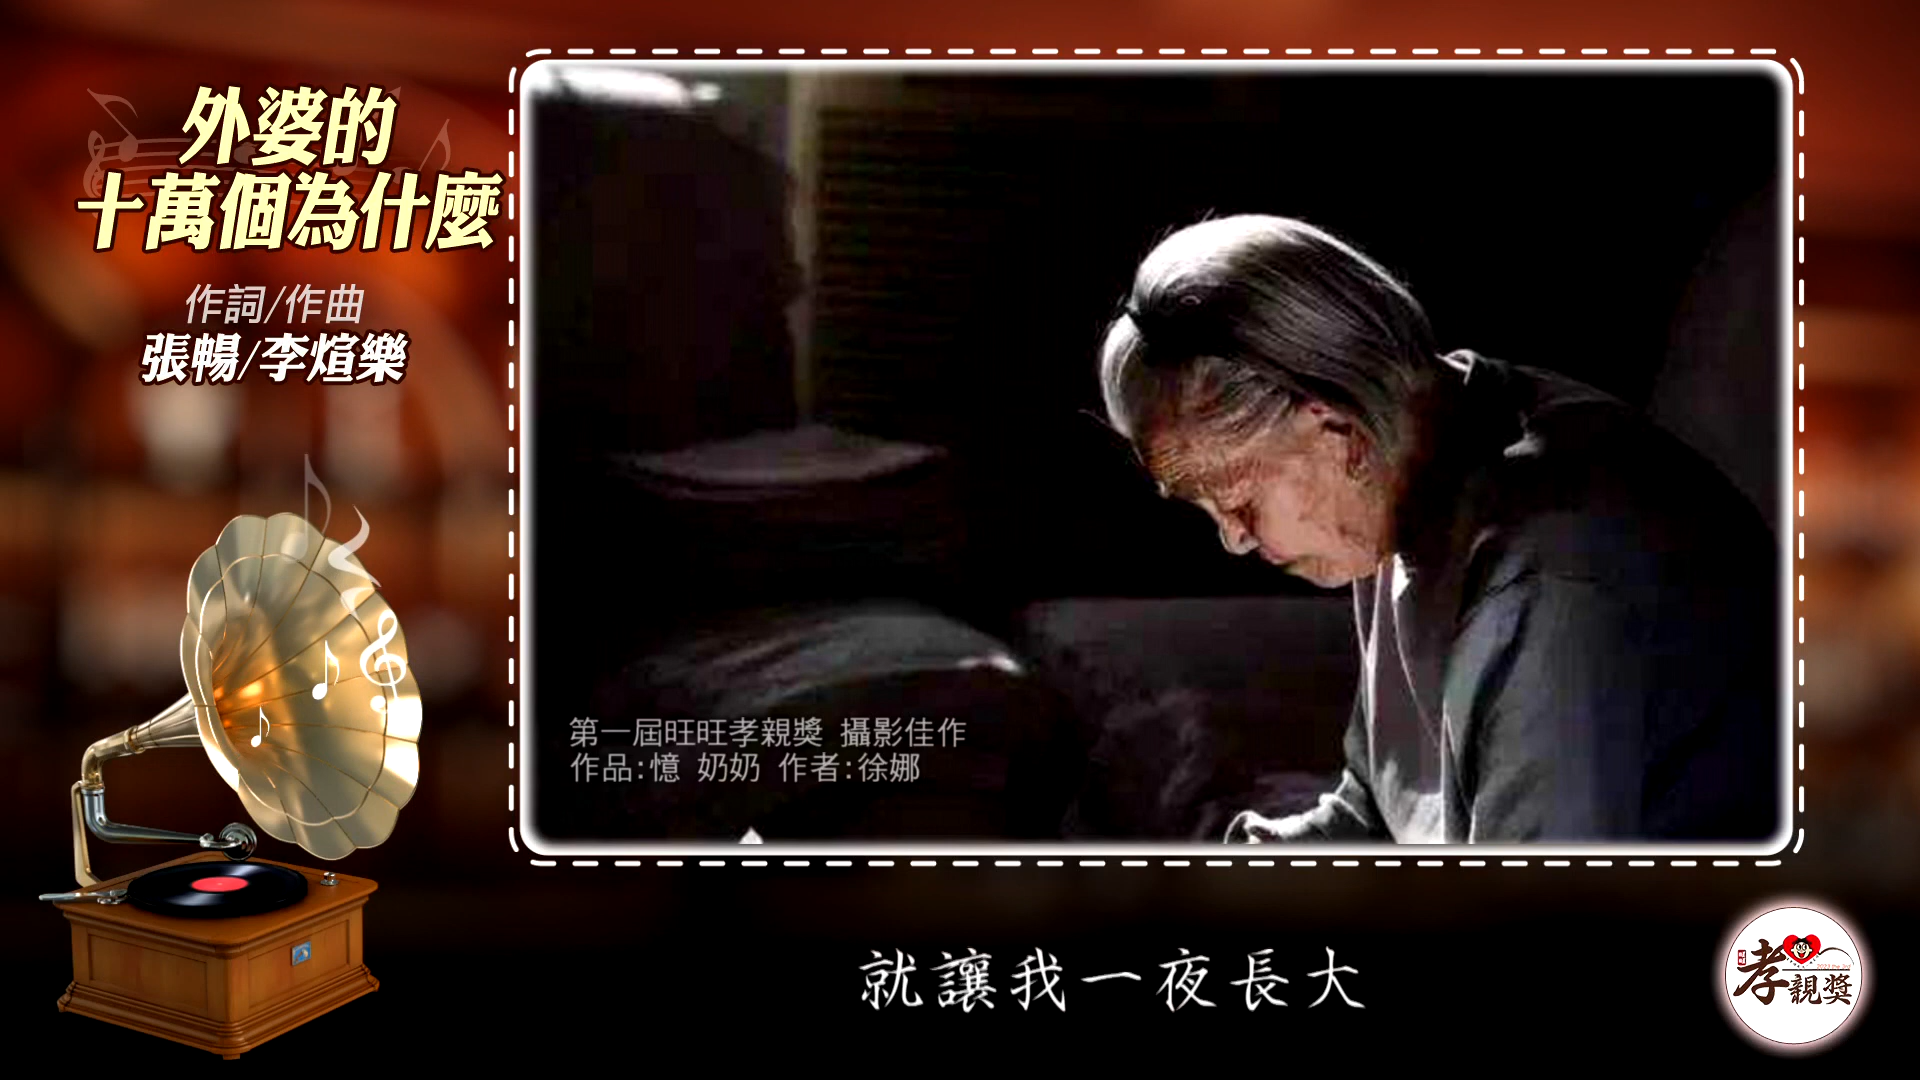 外婆的
十萬個為什麼
作詞/作曲
張暢/李煊樂
第一屆旺旺孝親獎 攝影佳作
作品:憶 奶奶 作者:徐娜
就讓我一夜長大
旺旺
孝親獎